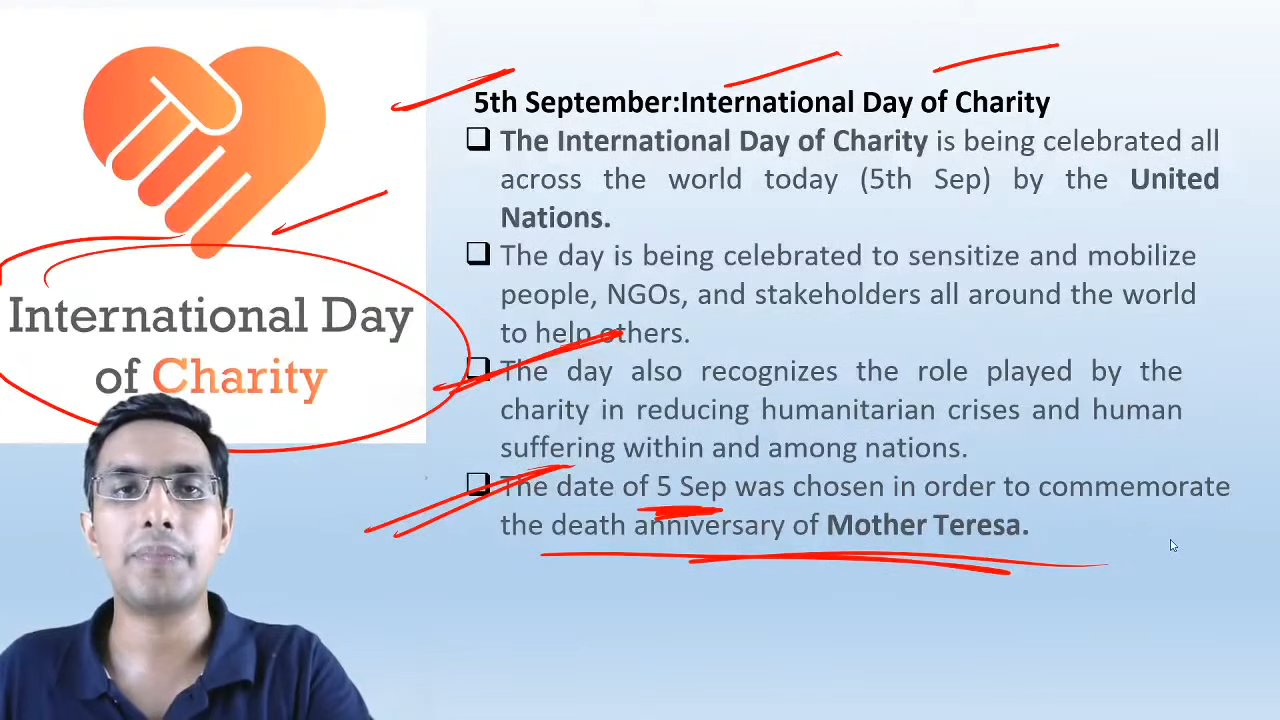 International Day
of Charity
5th September:International Day of Charity
The International Day of Charity is being celebrated all
across the world today (5th Sep) by the United
Nations.
The day is being celebrated to sensitize and mobilize
people, NGOs, and stakeholders all around the world
to help others.
The day also recognizes the role played by the
charity in reducing humanitarian crises and human
suffering within and among nations.
The date of 5 Sep was chosen in order to commemorate
the death anniversary of Mother Teresa.